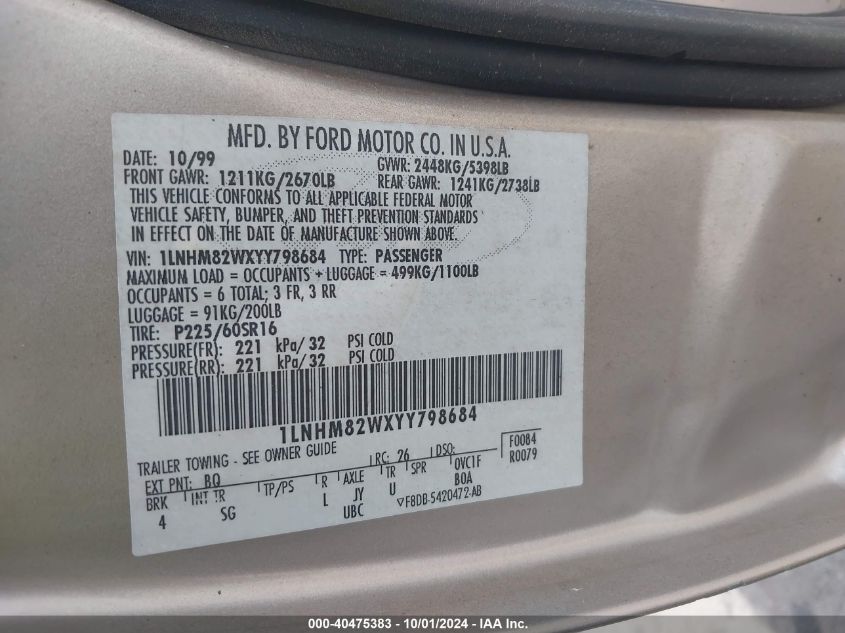 MFD. BY FORD MOTOR CO. IN U.S.A.
DATE: 10/99 GVWR: 2448KG/5398LB
FRONT GAWR: 1211KG/2670LB REAR GAWR: 1241KG/2738LB
THIS VEHICLE CONFORMS TO ALL APPLICABLE FEDERAL MOTOR
VEHICLE SAFETY, BUMPER, AND THEFT PREVENTION STANDARDS
IN EFFECT ON THE DATE OF MANUFACTURE SHOWN ABOVE.
VIN: 1LNHM82WXYY798684 TYPE: PASSENGER
MAXIMUM LOAD = OCCUPANTS + LUGGAGE = 499KG/1100LB
OCCUPANTS = 6 TOTAL; 3 FR, 3 RR
LUGGAGE = 91KG/200LB
TIRE: P225/60SR16
PRESSURE(FR): 221 kPa/ 32 PSI COLD
PRESSURE(RR): 221 kPa/ 32 PSI COLD
1LNHM82WXYY798684
TRAILER TOWING - SEE OWNER GUIDE
EXT PNT: BQ RC: 26 DSO: F0084
BRK INT TR TP/PS R AXLE TR SPR OVC1F R0079
4 SG L JY U BOA
UBC ▽F8DB-5420472-AB
000-40475383 - 10/01/2024 - COPYRIGHT IAA, LLC.